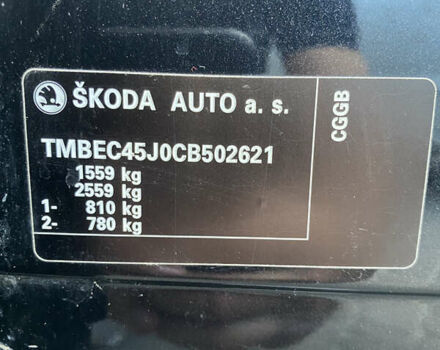 ŠKODA AUTO a. s.
TMBEC45J0CB502621
1559 kg
2559 kg
1- 810 kg
2- 780 kg
CGGB